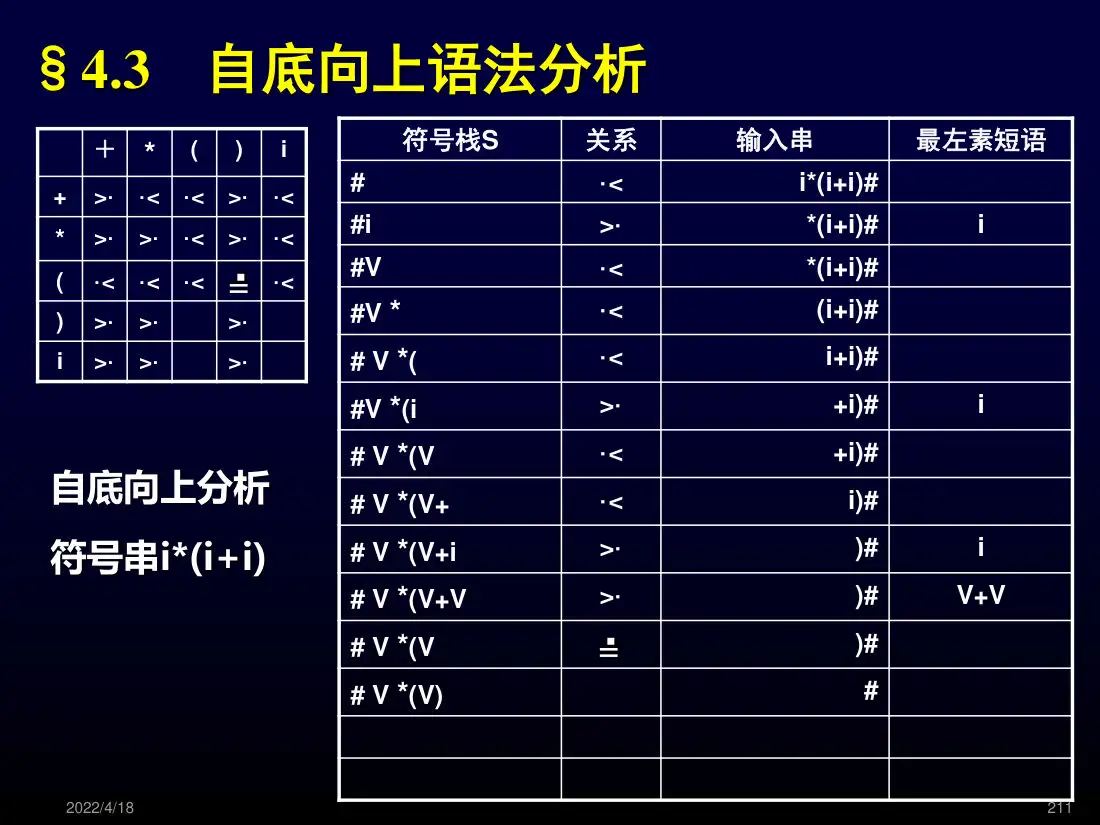 §4.3 自底向上语法分析
＋ * ( ) i
+ >· ·< ·< >· ·<
* >· >· ·< >· ·<
( ·< ·< ·< ≐ ·<
) >· >· >·
i >· >· >·
自底向上分析
符号串i*(i+i)
符号栈S 关系 输入串 最左素短语
# ·< i*(i+i)#
#i >· *(i+i)# i
#V ·< *(i+i)#
#V * ·< (i+i)#
# V *( ·< i+i)#
#V *(i >· +i)# i
# V *(V ·< +i)#
# V *(V+ ·< i)#
# V *(V+i >· )# i
# V *(V+V >· )# V+V
# V *(V ≐ )#
# V *(V) #
2022/4/18
211